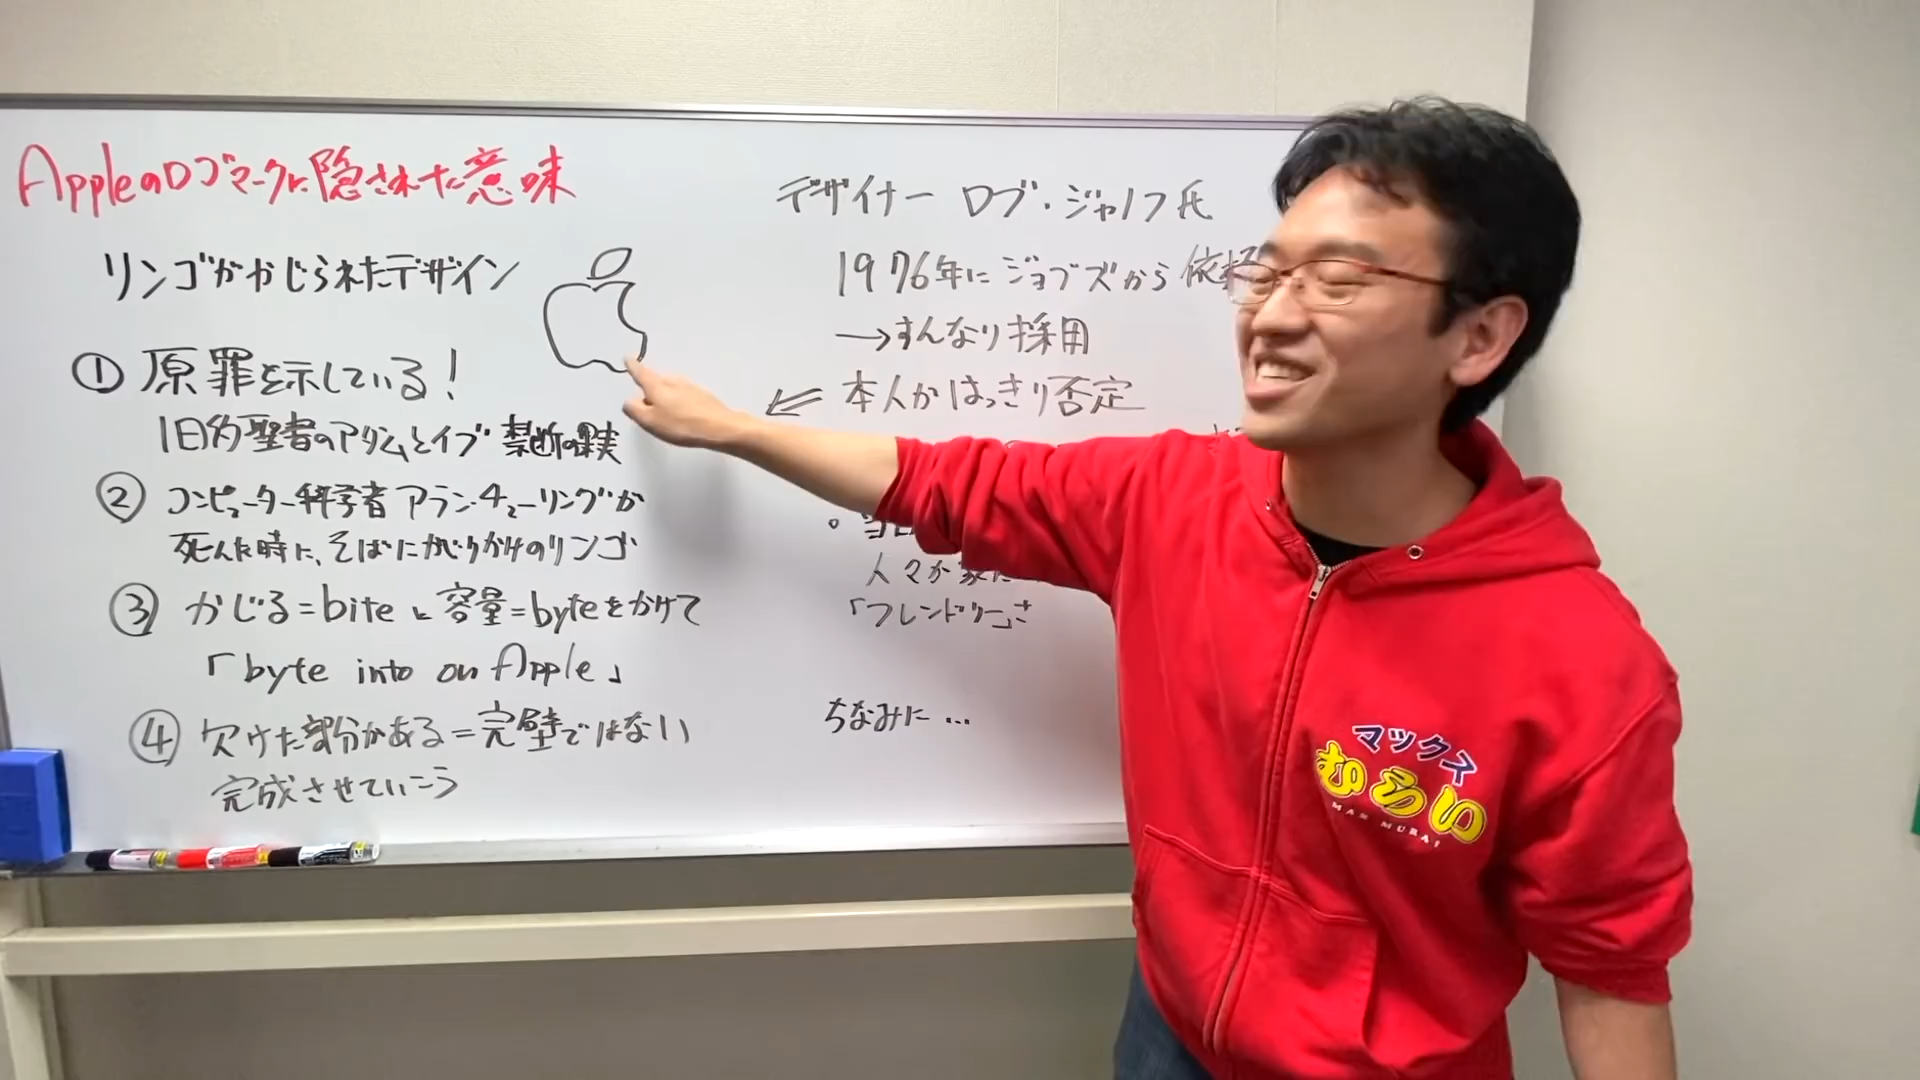 Appleのロゴマークに隠された意味
リンゴがかじられたデザイン
① 原罪を示している!
旧約聖書のアダムとイブ 禁断の果実
② コンピューター科学者 アラン・チューリングが
死んだ時に、そばにかじりかけのリンゴ
③ かじる=biteと容量=byteをかけて
「byte into an Apple」
④ 欠けた部分がある=完璧ではない
完成させていこう
デザイナー ロブ・ジャノフ氏
1976年にジョブズから依頼
→すんなり採用
本人がはっきり否定
人々が家に
「フレンドリーさ
ちなみに…
マックス
むらい
MAX MURAI